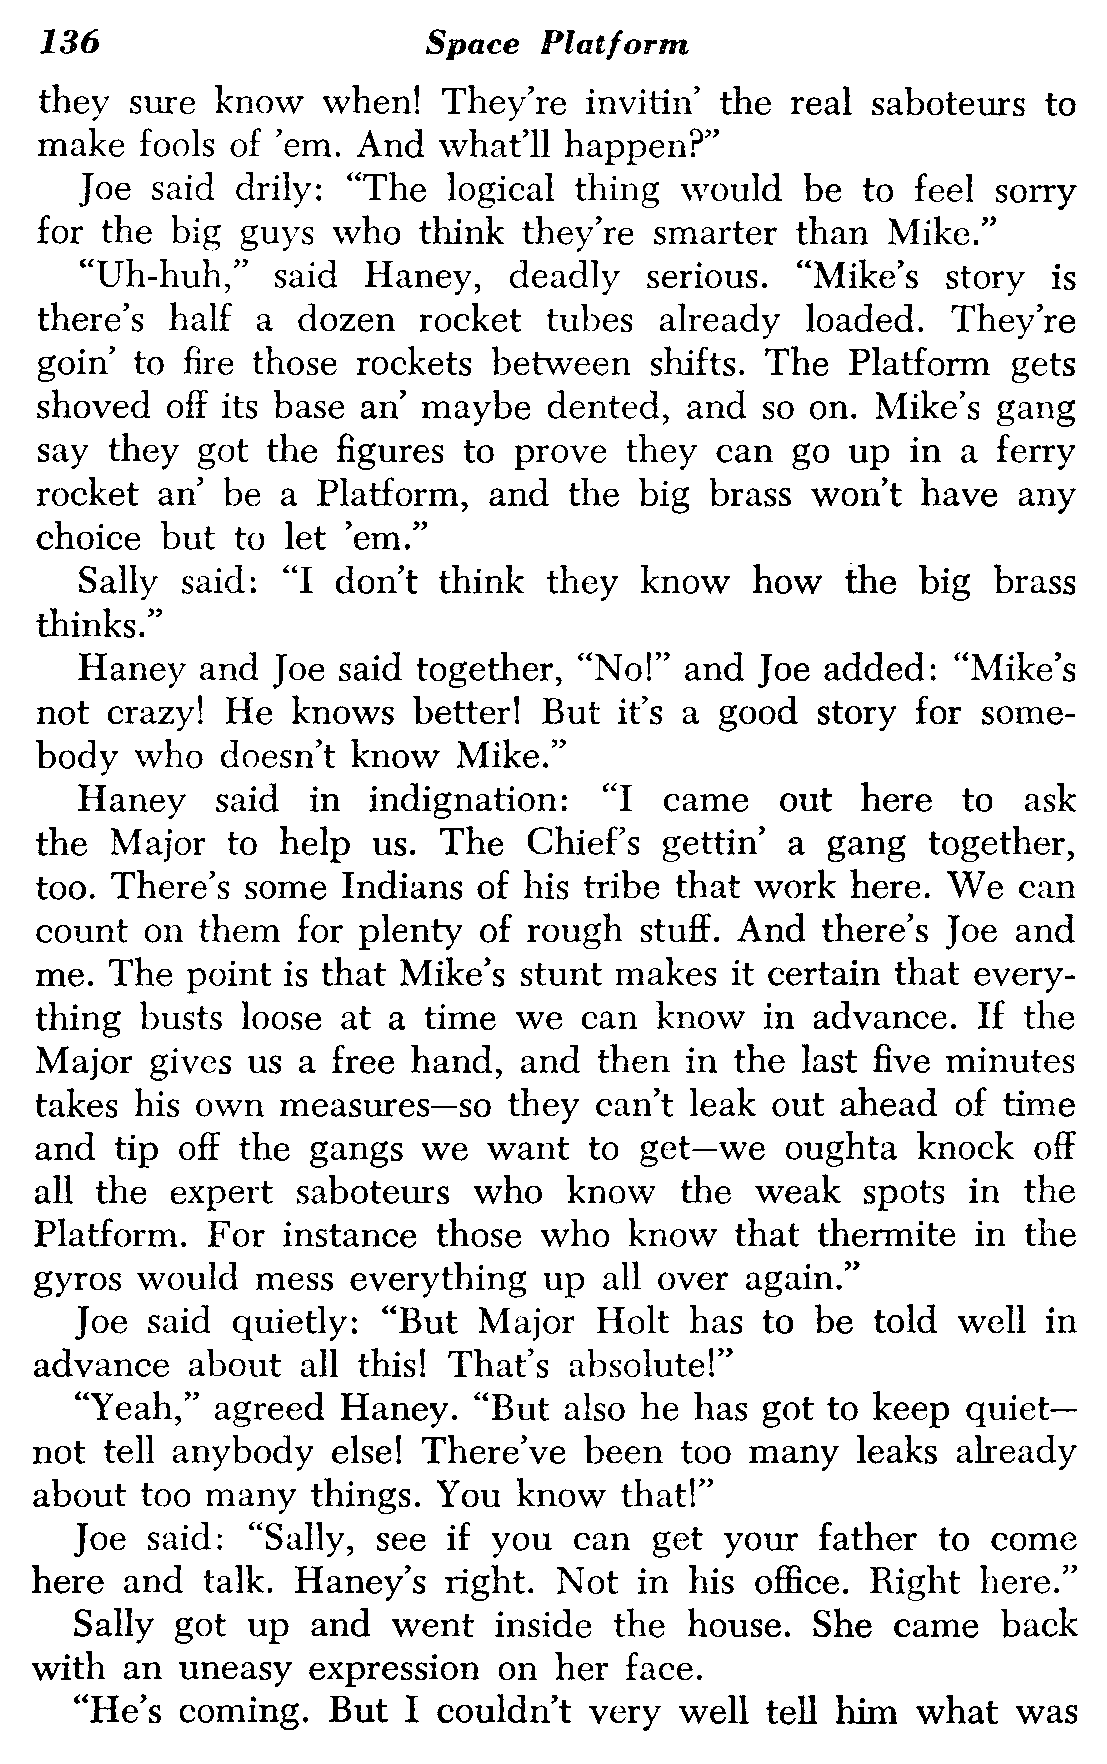 136 Space Platform
they sure know when! They're invitin' the real saboteurs to
make fools of 'em. And what'll happen?”
Joe said drily: “The logical thing would be to feel sorry
for the big guys who think they're smarter than Mike.”
“Uh-huh,” said Haney, deadly serious. “Mike's story is
there's half a dozen rocket tubes already loaded. They're
goin' to fire those rockets between shifts. The Platform gets
shoved off its base an' maybe dented, and so on. Mike's gang
say they got the figures to prove they can go up in a ferry
rocket an' be a Platform, and the big brass won't have any
choice but to let 'em.”
Sally said: “I don't think they know how the big brass
thinks.”
Haney and Joe said together, “No!” and Joe added: “Mike's
not crazy! He knows better! But it's a good story for some-
body who doesn't know Mike.”
Haney said in indignation: “I came out here to ask
the Major to help us. The Chief's gettin' a gang together,
too. There's some Indians of his tribe that work here. We can
count on them for plenty of rough stuff. And there's Joe and
me. The point is that Mike's stunt makes it certain that every-
thing busts loose at a time we can know in advance. If the
Major gives us a free hand, and then in the last five minutes
takes his own measures—so they can't leak out ahead of time
and tip off the gangs we want to get—we oughta knock off
all the expert saboteurs who know the weak spots in the
Platform. For instance those who know that thermite in the
gyros would mess everything up all over again.”
Joe said quietly: “But Major Holt has to be told well in
advance about all this! That's absolute!”
“Yeah,” agreed Haney. “But also he has got to keep quiet—
not tell anybody else! There've been too many leaks already
about too many things. You know that!”
Joe said: “Sally, see if you can get your father to come
here and talk. Haney's right. Not in his office. Right here.”
Sally got up and went inside the house. She came back
with an uneasy expression on her face.
“He's coming. But I couldn't very well tell him what was